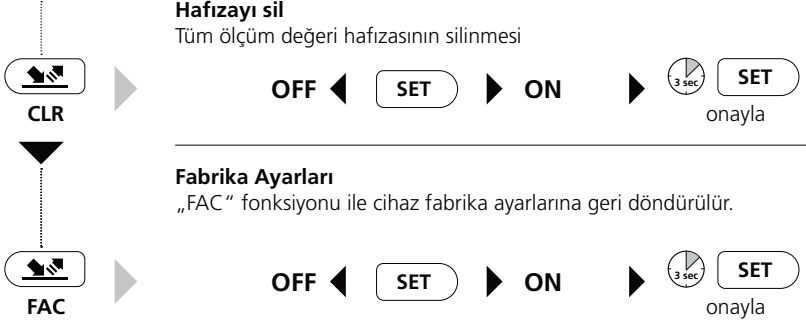 Hafızayı sil
Tüm ölçüm değeri hafızasının silinmesi
OFF SET ON 3 sec SET
CLR onayla
Fabrika Ayarları
„FAC“ fonksiyonu ile cihaz fabrika ayarlarına geri döndürülür.
OFF SET ON 3 sec SET
FAC onayla